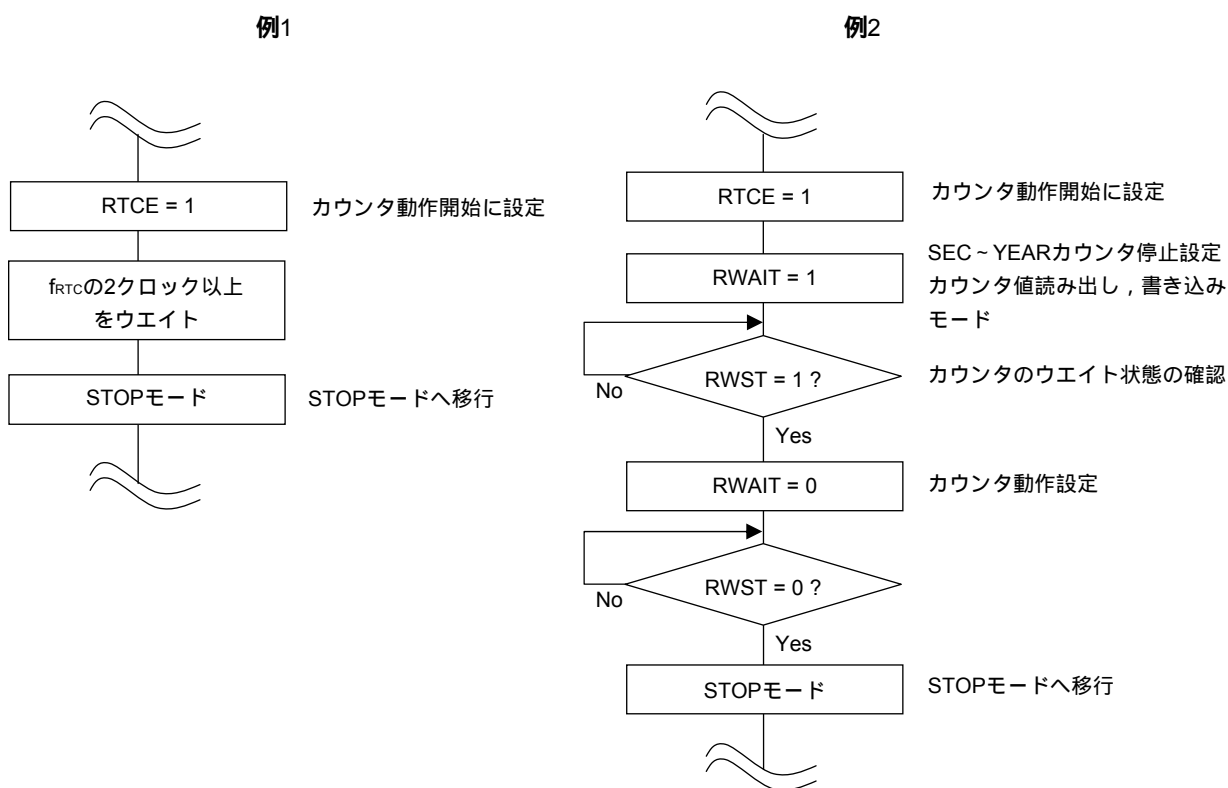 例1
RTCE = 1
カウンタ動作開始に設定
fRTCの2クロック以上
をウエイト
STOPモード
STOPモードへ移行
例2
RTCE = 1
カウンタ動作開始に設定
RWAIT = 1
SEC~YEARカウンタ停止設定
カウンタ値読み出し,書き込み
モード
RWST = 1 ?
カウンタのウエイト状態の確認
No
Yes
RWAIT = 0
カウンタ動作設定
RWST = 0 ?
No
Yes
STOPモード
STOPモードへ移行